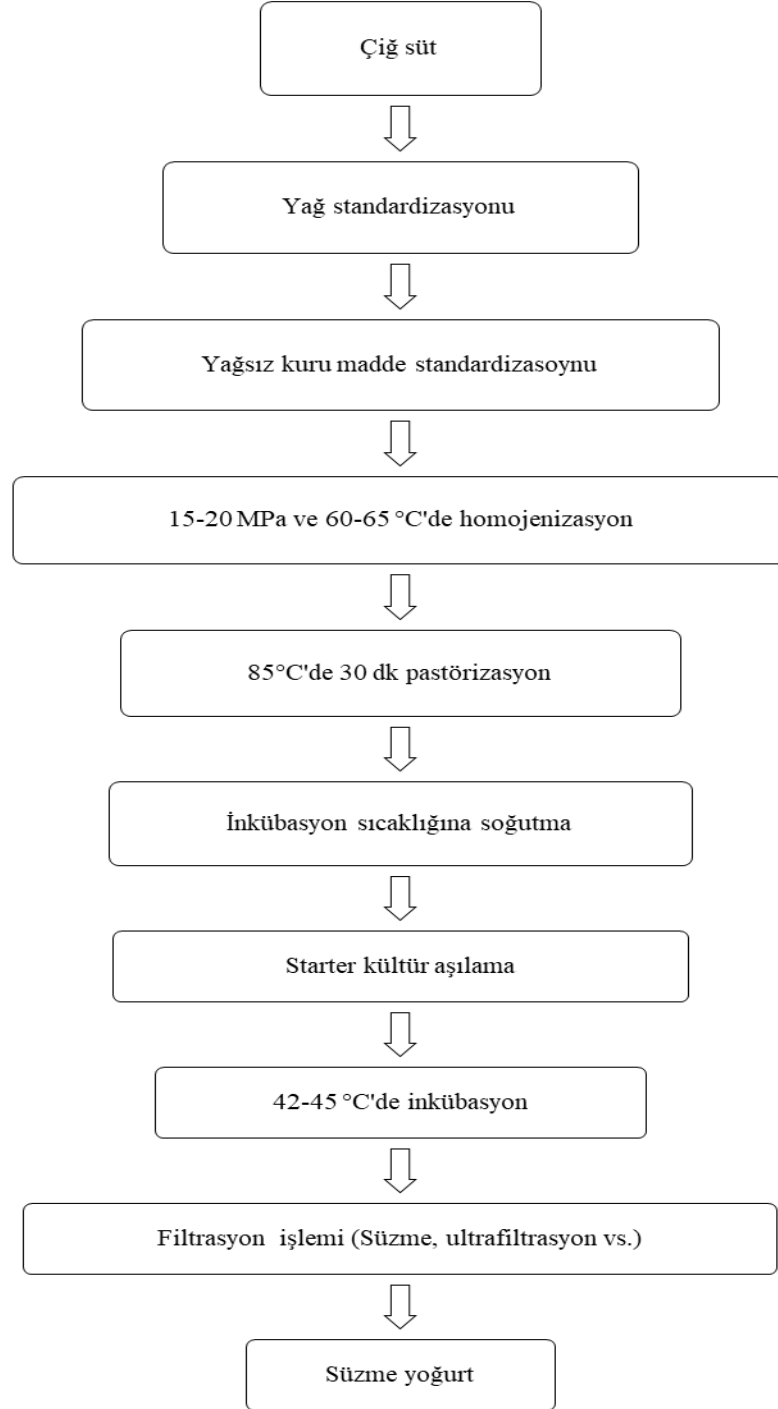 Çiğ süt
Yağ standardizasyonu
Yağsız kuru madde standardizasoynu
15-20 MPa ve 60-65 °C'de homojenizasyon
85°C'de 30 dk pastörizasyon
İnkübasyon sıcaklığına soğutma
Starter kültür aşılama
42-45 °C'de inkübasyon
Filtrasyon işlemi (Süzme, ultrafiltrasyon vs.)
Süzme yoğurt